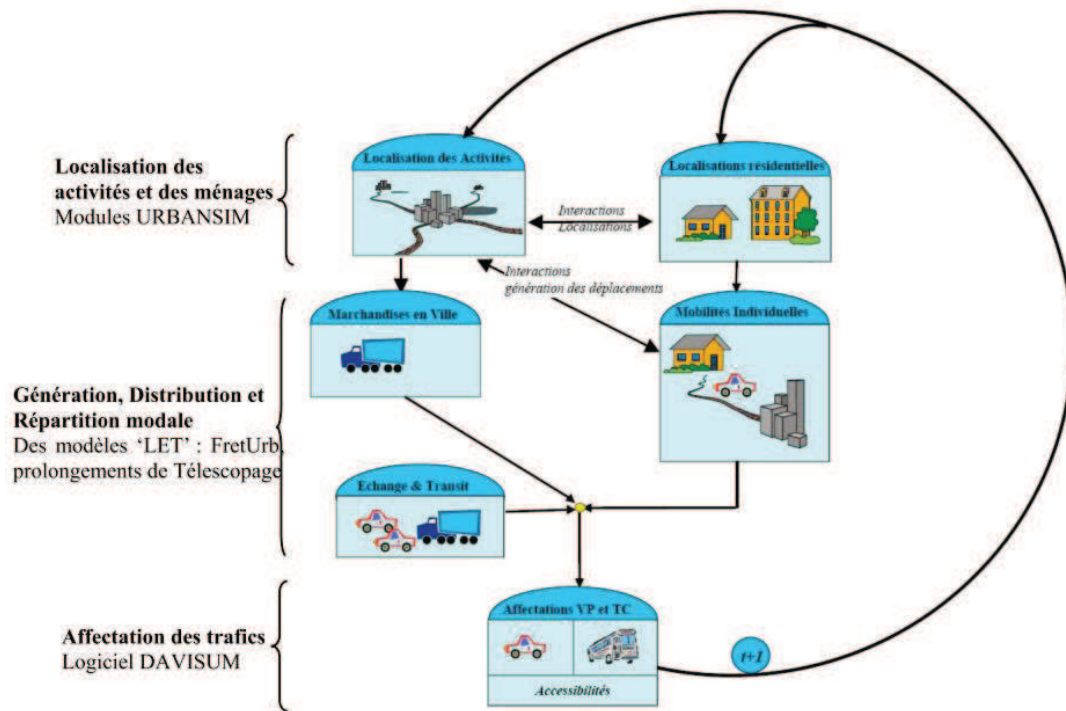 Localisation des
activités et des ménages
Modules URBANSIM
Localisation des Activités
Localisations résidentielles
Interactions
Localisations
Interactions
génération des déplacements
Marchandises en Ville
Mobilités Individuelles
Génération, Distribution et
Répartition modale
Des modèles ‘LET’ : FretUrb,
prolongements de Télescopage
Echange & Transit
Affectations VP et TC
Affectation des trafics
Logiciel DAVISUM
Accessibilités
t+1